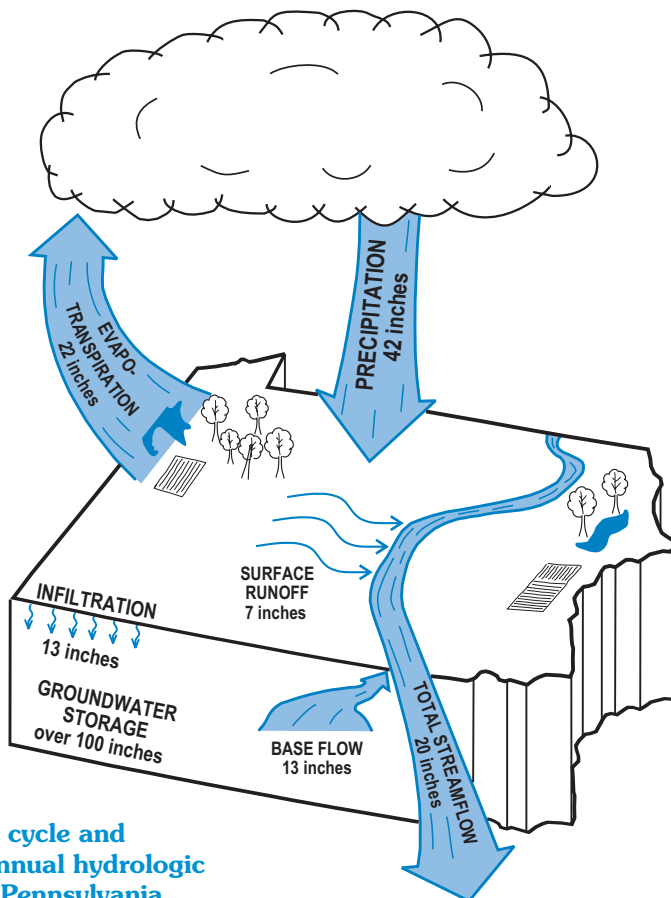 PRECIPITATION
42 inches
EVAPO-
TRANSPIRATION
22 inches
SURFACE
RUNOFF
7 inches
INFILTRATION
13 inches
GROUNDWATER
STORAGE
over 100 inches
BASE FLOW
13 inches
TOTAL STREAMFLOW
20 inches
cycle and
nnual hydrologic
Pennsylvania